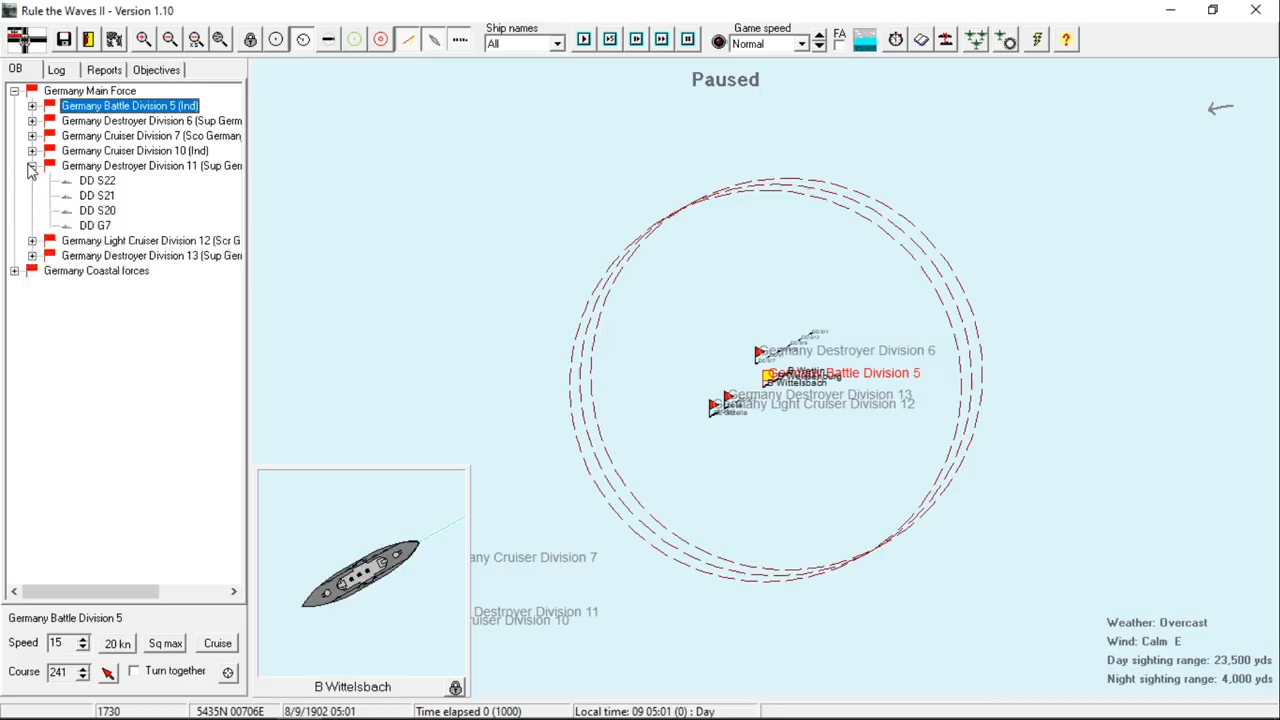 Rule the Waves II - Version 1.10
Ship names
All
Game speed
Normal
FA
OB
Log
Reports
Objectives
Germany Main Force
Germany Battle Division 5 (Ind)
Germany Destroyer Division 6 (Sup Germ
Germany Cruiser Division 7 (Sco German
Germany Cruiser Division 10 (Ind)
Germany Destroyer Division 11 (Sup Ger
DD S22
DD S21
DD S20
DD G7
Germany Light Cruiser Division 12 (Scr G
Germany Destroyer Division 13 (Sup Germ
Germany Coastal forces
Paused
Germany Destroyer Division 6
Germany Battle Division 5
B Wettin
B Wittelsbach
Germany Destroyer Division 13
Germany Light Cruiser Division 12
any Cruiser Division 7
Destroyer Division 11
uiser Division 10
B Wittelsbach
Weather: Overcast
Wind: Calm E
Day sighting range: 23,500 yds
Night sighting range: 4,000 yds
Germany Battle Division 5
Speed 15 20 kn Sq max Cruise
Course 241 Turn together
1730
5435N 00706E
8/9/1902 05:01
Time elapsed 0 (1000)
Local time: 09 05:01 (0) : Day